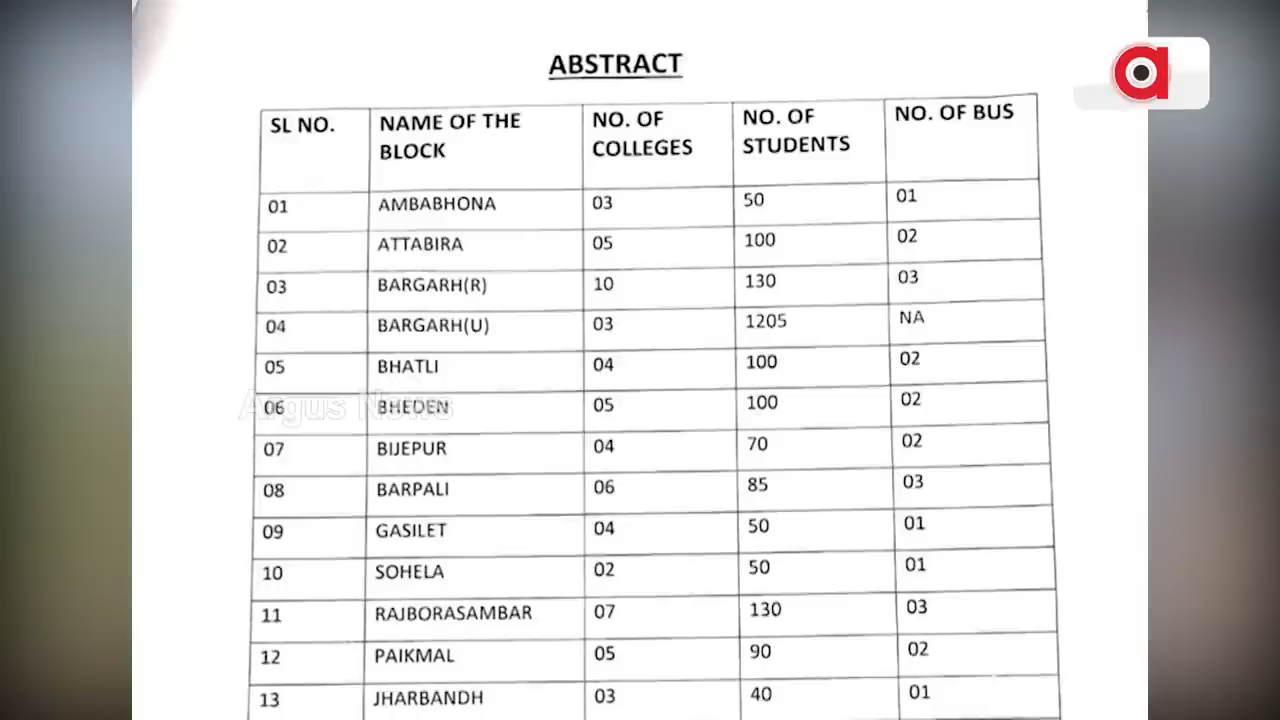 ABSTRACT
SL NO. NAME OF THE BLOCK NO. OF COLLEGES NO. OF STUDENTS NO. OF BUS
01 AMBABHONA 03 50 01
02 ATTABIRA 05 100 02
03 BARGARH(R) 10 130 03
04 BARGARH(U) 03 1205 NA
05 BHATLI 04 100 02
06 BHEDEN 05 100 02
Argus News
07 BIJEPUR 04 70 02
08 BARPALI 06 85 03
09 GASILET 04 50 01
10 SOHELA 02 50 01
11 RAJBORASAMBAR 07 130 03
12 PAIKMAL 05 90 02
13 JHARBANDH 03 40 01